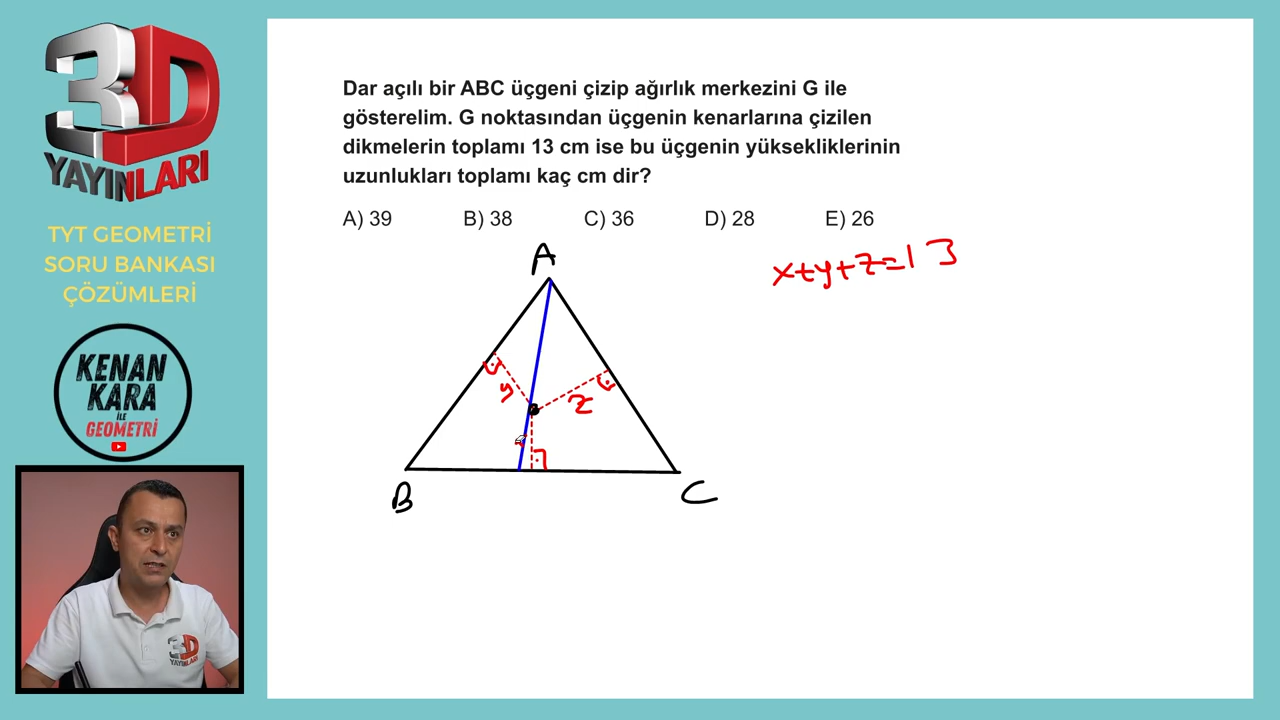 3D
YAYINLARI
TYT GEOMETRİ
SORU BANKASI
ÇÖZÜMLERİ
KENAN
KARA
İLE
GEOMETRİ
3D
YAYINLARI
Dar açılı bir ABC üçgeni çizip ağırlık merkezini G ile
gösterelim. G noktasından üçgenin kenarlarına çizilen
dikmelerin toplamı 13 cm ise bu üçgenin yüksekliklerinin
uzunlukları toplamı kaç cm dir?
A) 39 B) 38 C) 36 D) 28 E) 26
x+y+z=13
A
y
z
B
C